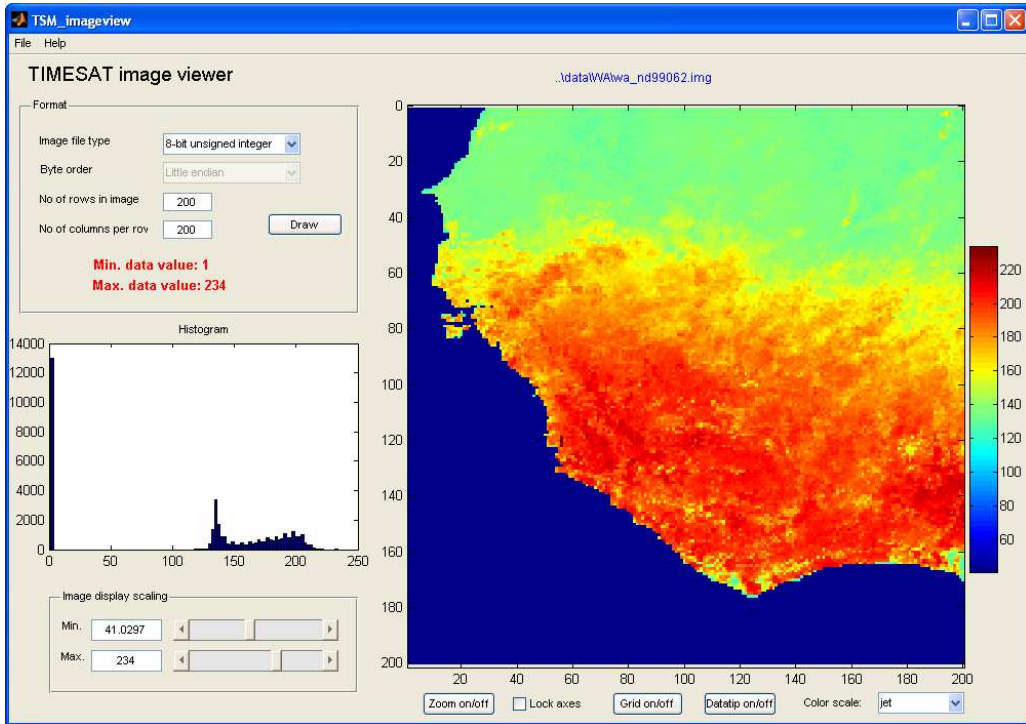 TSM_imageview
File Help
TIMESAT image viewer
Format
Image file type 8-bit unsigned integer
Byte order Little endian
No of rows in image 200
No of columns per rov 200
Draw
Min. data value: 1
Max. data value: 234
Histogram
14000
12000
10000
8000
6000
4000
2000
0
0 50 100 150 200 250
Image display scaling
Min. 41.0297
Max. 234
..\data\WA\wa_nd99062.img
0
20
40
60
80
100
120
140
160
180
200
20 40 60 80 100 120 140 160 180 200
220
200
180
160
140
120
100
80
60
Zoom on/off Lock axes Grid on/off Datatip on/off Color scale: jet